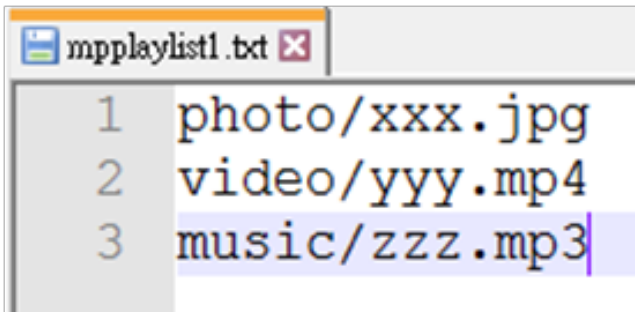 mpplaylist1.txt
1 photo/xxx.jpg
2 video/yyy.mp4
3 music/zzz.mp3